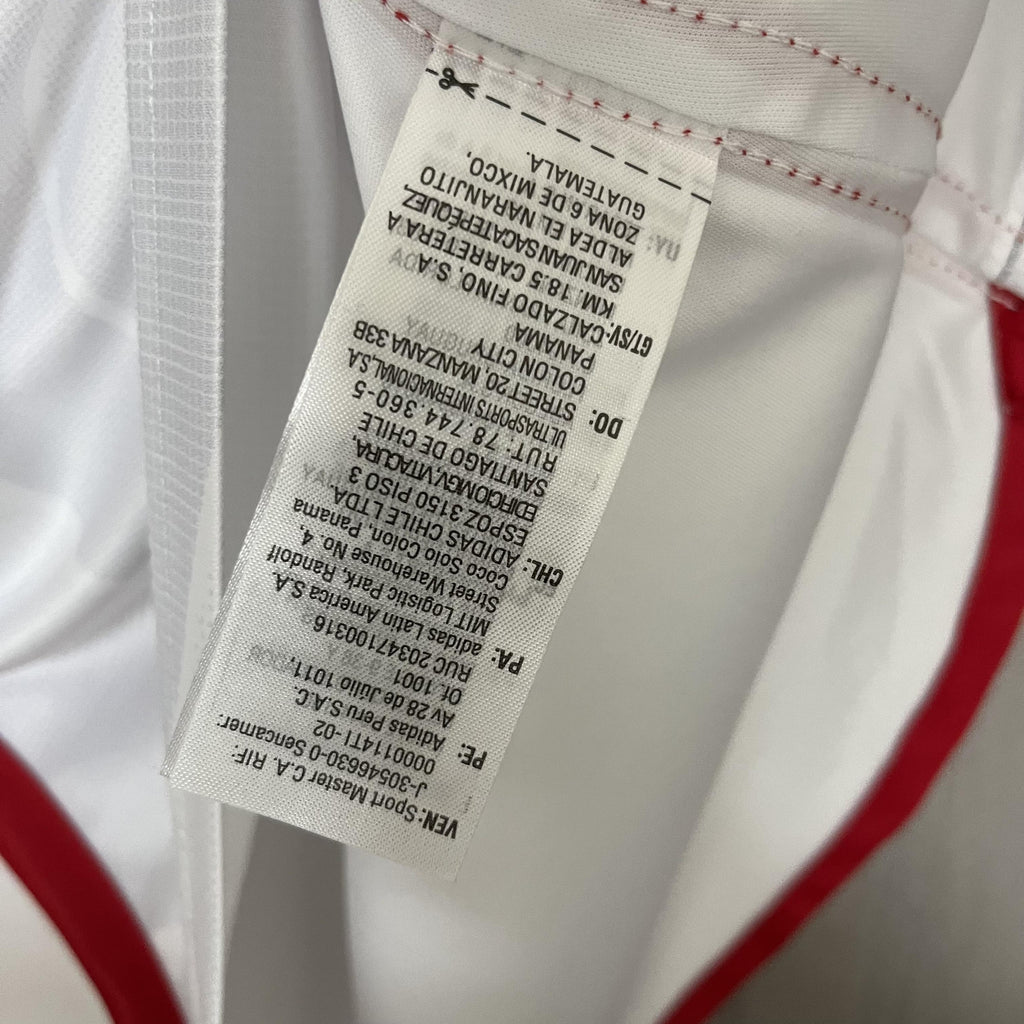 VEN: Sport Master C.A. RIF:
J-30546630-0 Sencamer:
0000114T1-02
PE: Adidas Peru S.A.C.
Av 28 de Julio 1011,
Of. 1001
RUC 20347100316
PA: adidas Latin America S.A
MIT Logistic Park, Randolf
Street Warehouse No. 4,
Coco Solo Colon. Panama
CHL: ADIDAS CHILE LTDA.
ESPOZ 3150 PISO 3
EDIFICIO MGV, VITACURA,
SANTIAGO DE CHILE
RUT: 78.744.360-5
DO: ULTRASPORTS INTERNACIONAL, S.A
STREET 20, MANZANA 33B
COLON CITY
PANAMA
GT/SV: CALZADO FINO, S.A.
KM. 18.5 CARRETERA A
SAN JUAN SACATEPÉQUEZ
ALDEA EL NARANJITO
ZONA 6 DE MIXCO,
GUATEMALA.